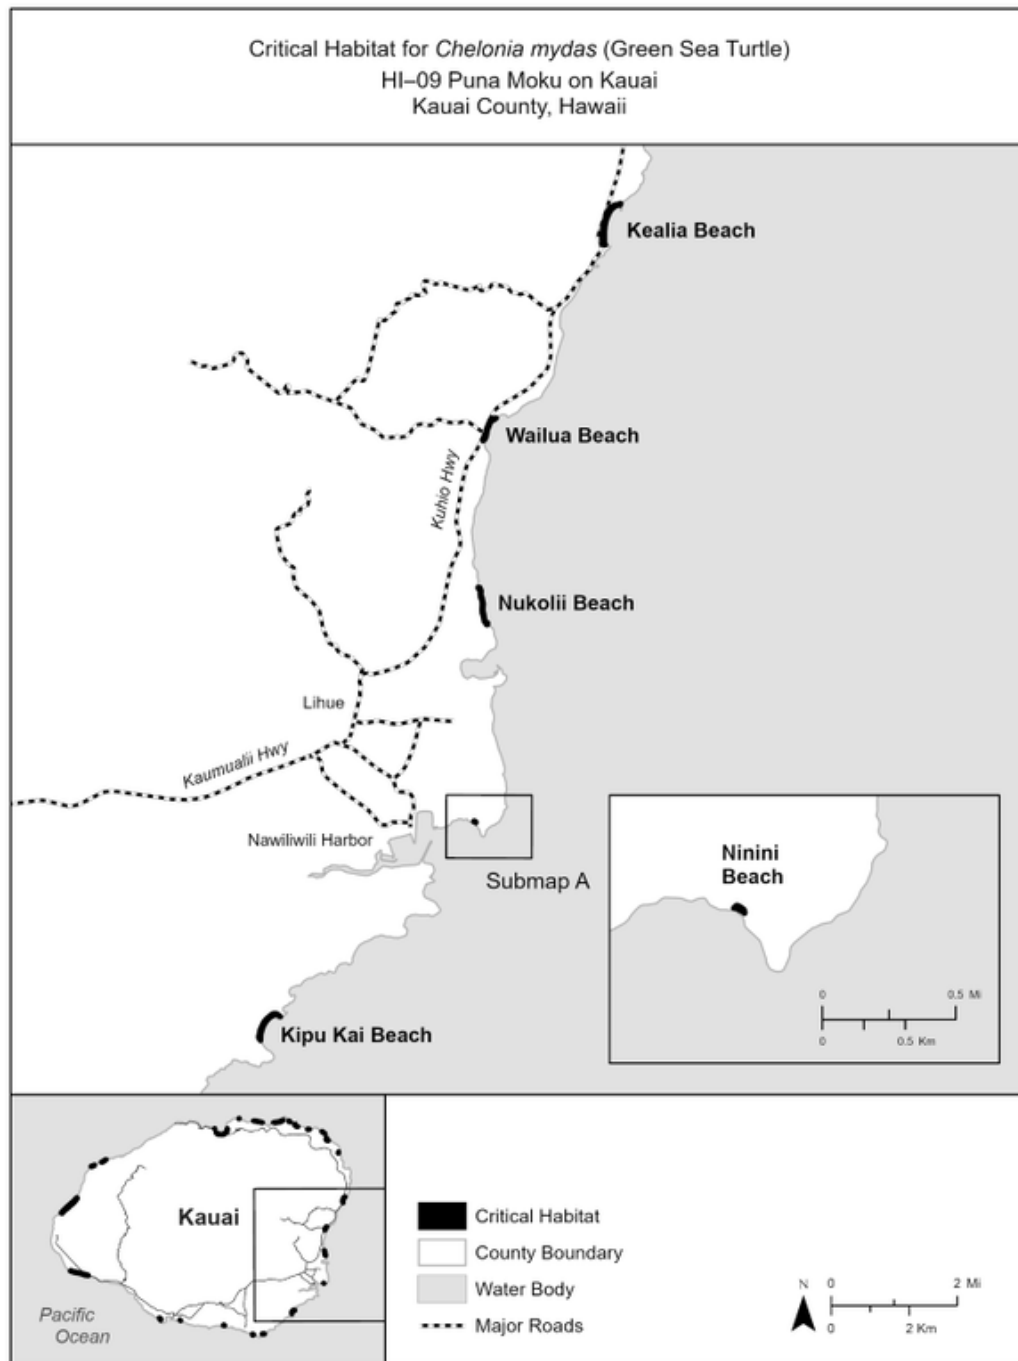 Critical Habitat for Chelonia mydas (Green Sea Turtle)
HI–09 Puna Moku on Kauai
Kauai County, Hawaii
Kealia Beach
Wailua Beach
Kuhio Hwy
Nukolii Beach
Lihue
Kaumualii Hwy
Nawiliwili Harbor
Submap A
Ninini
Beach
0 0.5 Mi
0 0.5 Km
Kipu Kai Beach
Kauai
Pacific
Ocean
Critical Habitat
County Boundary
Water Body
Major Roads
N
0 2 Mi
0 2 Km